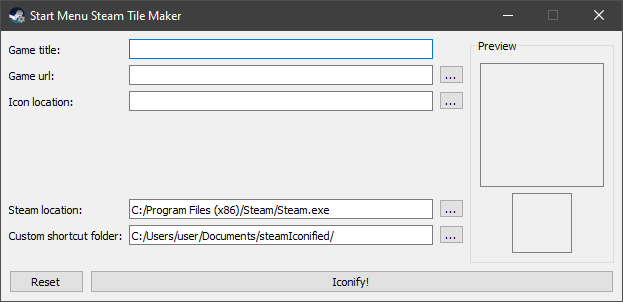 Start Menu Steam Tile Maker
Game title:
Game url:
...
Icon location:
...
Preview
Steam location:
C:/Program Files (x86)/Steam/Steam.exe
...
Custom shortcut folder:
C:/Users/user/Documents/steamIconified/
...
Reset
Iconify!